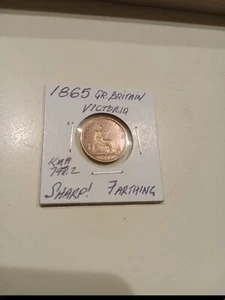 1865 GR. BRITAIN
VICTORIA
KM#
747.2
SHARP! FARTHING